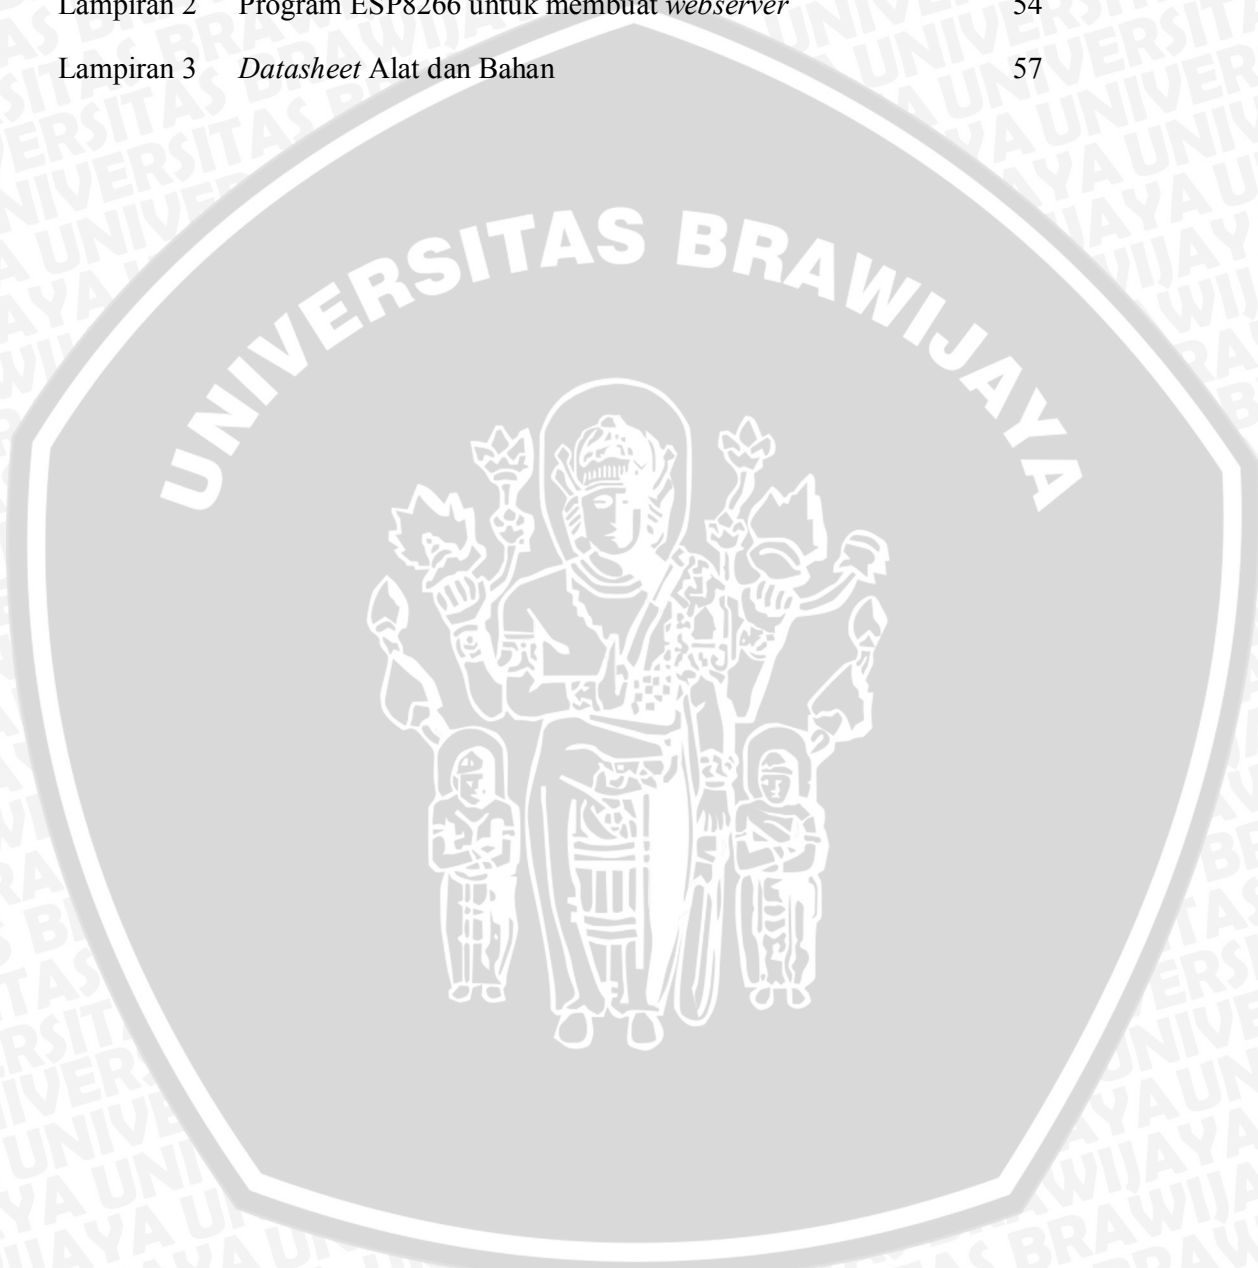 Lampiran 2 Program ESP8266 untuk membuat webserver 54
Lampiran 3 Datasheet Alat dan Bahan 57
UNIVERSITAS BRAWIJAYA